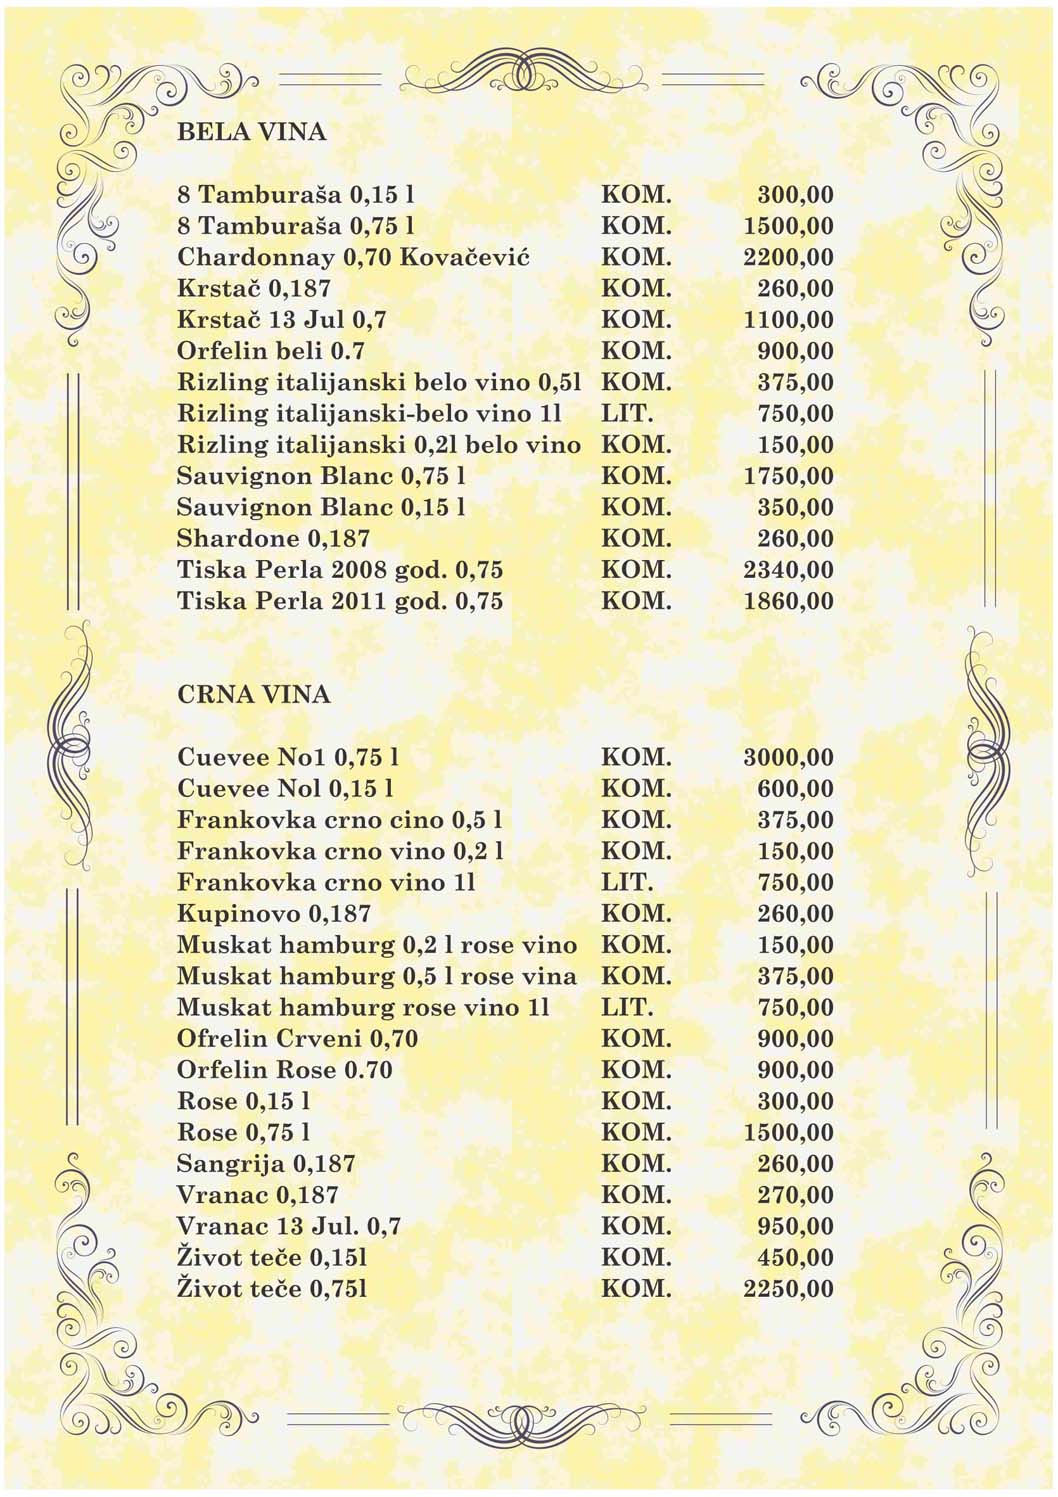 BELA VINA
8 Tamburaša 0,15 l KOM. 300,00
8 Tamburaša 0,75 l KOM. 1500,00
Chardonnay 0,70 Kovačević KOM. 2200,00
Krstač 0,187 KOM. 260,00
Krstač 13 Jul 0,7 KOM. 1100,00
Orfelin beli 0.7 KOM. 900,00
Rizling italijanski belo vino 0,5l KOM. 375,00
Rizling italijanski-belo vino 1l LIT. 750,00
Rizling italijanski 0,2l belo vino KOM. 150,00
Sauvignon Blanc 0,75 l KOM. 1750,00
Sauvignon Blanc 0,15 l KOM. 350,00
Shardone 0,187 KOM. 260,00
Tiska Perla 2008 god. 0,75 KOM. 2340,00
Tiska Perla 2011 god. 0,75 KOM. 1860,00
CRNA VINA
Cuevee No1 0,75 l KOM. 3000,00
Cuevee Nol 0,15 l KOM. 600,00
Frankovka crno cino 0,5 l KOM. 375,00
Frankovka crno vino 0,2 l KOM. 150,00
Frankovka crno vino 1l LIT. 750,00
Kupinovo 0,187 KOM. 260,00
Muskat hamburg 0,2 l rose vino KOM. 150,00
Muskat hamburg 0,5 l rose vina KOM. 375,00
Muskat hamburg rose vino 1l LIT. 750,00
Ofrelin Crveni 0,70 KOM. 900,00
Orfelin Rose 0.70 KOM. 900,00
Rose 0,15 l KOM. 300,00
Rose 0,75 l KOM. 1500,00
Sangrija 0,187 KOM. 260,00
Vranac 0,187 KOM. 270,00
Vranac 13 Jul. 0,7 KOM. 950,00
Život teče 0,15l KOM. 450,00
Život teče 0,75l KOM. 2250,00